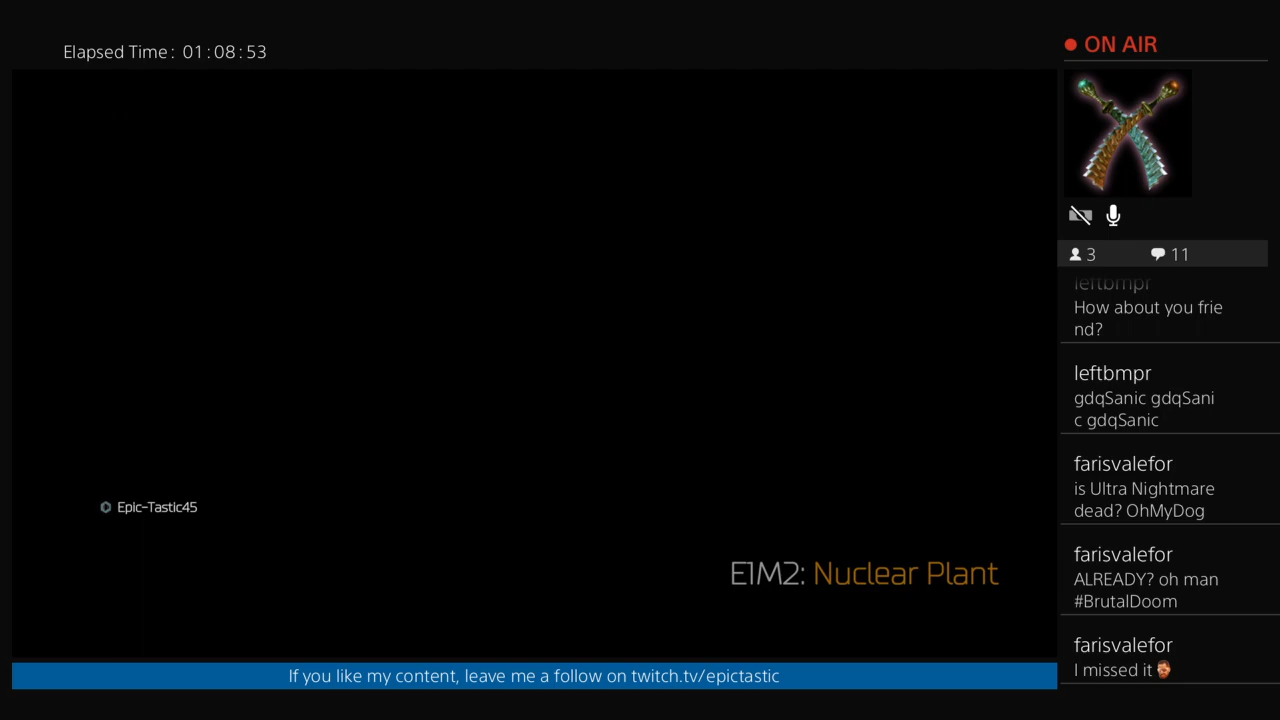 Elapsed Time: 01:08:53
ON AIR
3
11
leftbmpr
How about you frie
nd?
leftbmpr
gdqSanic gdqSani
c gdqSanic
farisvalefor
is Ultra Nightmare
dead? OhMyDog
farisvalefor
ALREADY? oh man
#BrutalDoom
farisvalefor
I missed it
Epic-Tastic45
E1M2: Nuclear Plant
If you like my content, leave me a follow on twitch.tv/epictastic